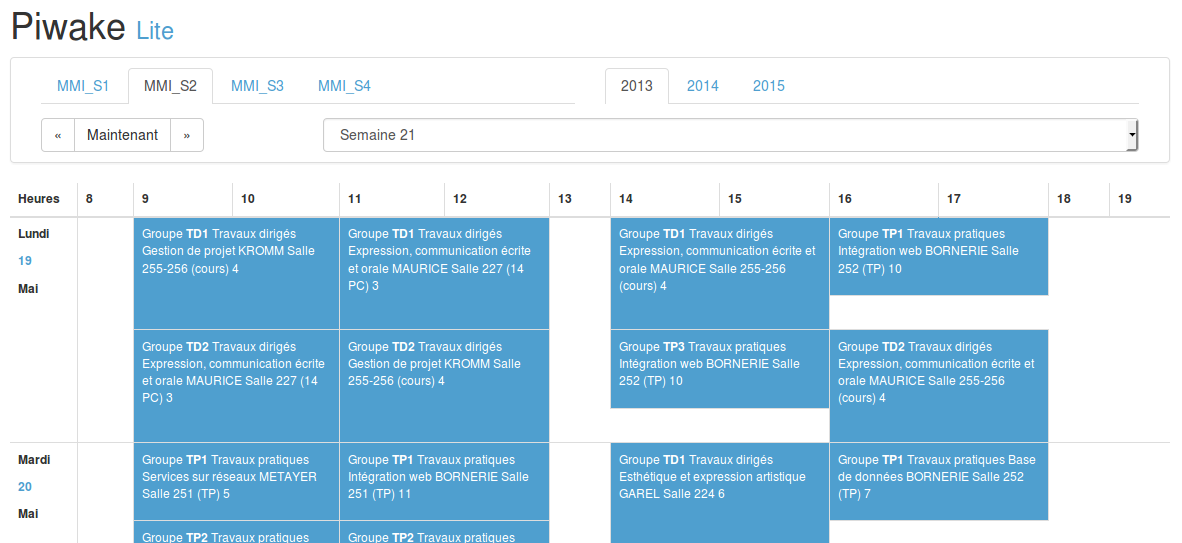 Piwake Lite
MMI_S1 MMI_S2 MMI_S3 MMI_S4 2013 2014 2015
« Maintenant » Semaine 21
Heures 8 9 10 11 12 13 14 15 16 17 18 19
Lundi
19
Mai
Groupe TD1 Travaux dirigés
Gestion de projet KROMM Salle
255-256 (cours) 4
Groupe TD1 Travaux dirigés
Expression, communication écrite
et orale MAURICE Salle 227 (14
PC) 3
Groupe TD1 Travaux dirigés
Expression, communication écrite et
orale MAURICE Salle 255-256
(cours) 4
Groupe TP1 Travaux pratiques
Intégration web BORNERIE Salle
252 (TP) 10
Groupe TD2 Travaux dirigés
Expression, communication écrite
et orale MAURICE Salle 227 (14
PC) 3
Groupe TD2 Travaux dirigés
Gestion de projet KROMM Salle
255-256 (cours) 4
Groupe TP3 Travaux pratiques
Intégration web BORNERIE Salle
252 (TP) 10
Groupe TD2 Travaux dirigés
Expression, communication écrite et
orale MAURICE Salle 255-256
(cours) 4
Mardi
20
Mai
Groupe TP1 Travaux pratiques
Services sur réseaux METAYER
Salle 251 (TP) 5
Groupe TP1 Travaux pratiques
Intégration web BORNERIE Salle
251 (TP) 11
Groupe TD1 Travaux dirigés
Esthétique et expression artistique
GAREL Salle 224 6
Groupe TP1 Travaux pratiques Base
de données BORNERIE Salle 252
(TP) 7
Groupe TP2 Travaux pratiques
Groupe TP2 Travaux pratiques